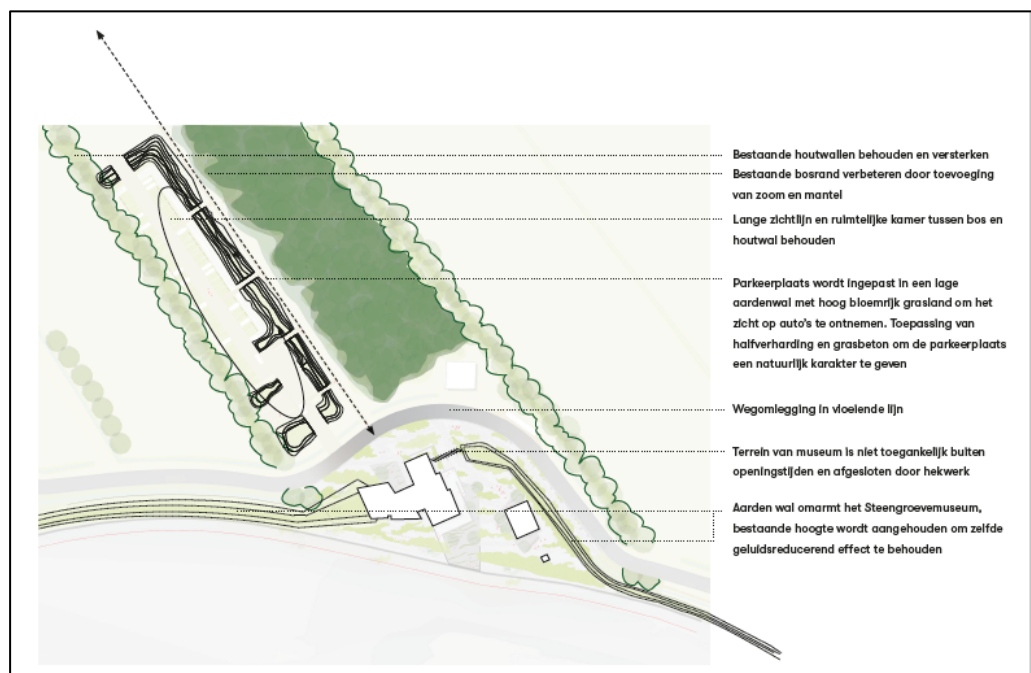 Bestaande houtwallen behouden en versterken
Bestaande bosrand verbeteren door toevoeging
van zoom en mantel
Lange zichtlijn en ruimtelijke kamer tussen bos en
houtwal behouden
Parkeerplaats wordt ingepast in een lage
aardenwal met hoog bloemrijk grasland om het
zicht op auto's te ontnemen. Toepassing van
halfverharding en grasbeton om de parkeerplaats
een natuurlijk karakter te geven
Wegomlegging in vloeiende lijn
Terrein van museum is niet toegankelijk buiten
openingstijden en afgesloten door hekwerk
Aarden wal omarmt het Steengroevemuseum,
bestaande hoogte wordt aangehouden om zelfde
geluidsreducerend effect te behouden